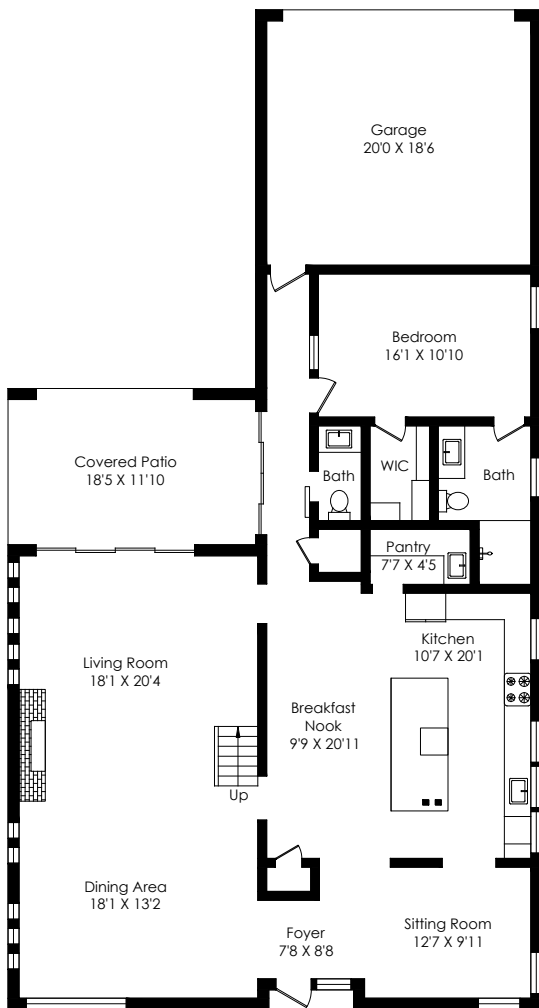 Garage
20'0 X 18'6
Bedroom
16'1 X 10'10
Covered Patio
18'5 X 11'10
Bath
WIC
Bath
Pantry
7'7 X 4'5
Living Room
18'1 X 20'4
Kitchen
10'7 X 20'1
Breakfast
Nook
9'9 X 20'11
Up
Dining Area
18'1 X 13'2
Foyer
7'8 X 8'8
Sitting Room
12'7 X 9'11